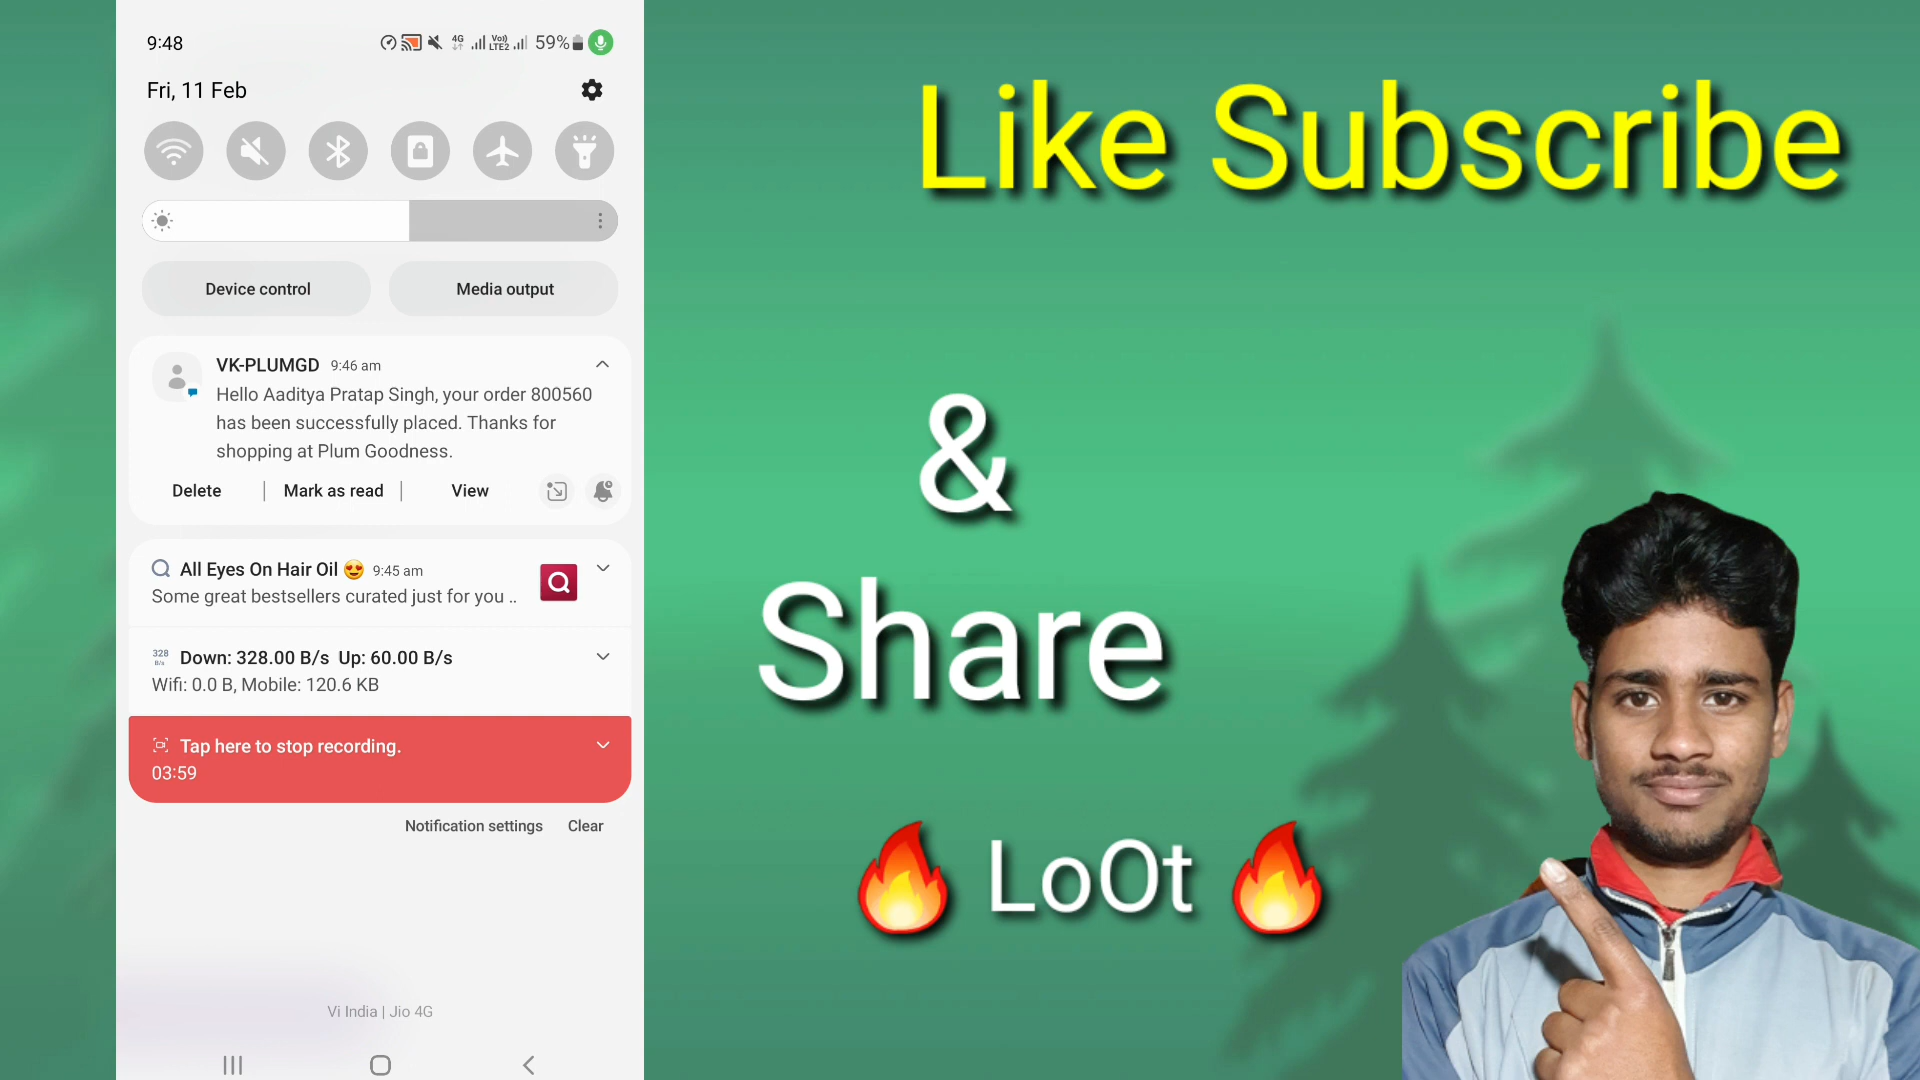 9:48
4G
Vo))
LTE2
59%
Fri, 11 Feb
Device control
Media output
VK-PLUMGD 9:46 am
Hello Aaditya Pratap Singh, your order 800560
has been successfully placed. Thanks for
shopping at Plum Goodness.
Delete | Mark as read | View
All Eyes On Hair Oil 😍 9:45 am
Some great bestsellers curated just for you ..
328
B/s
Down: 328.00 B/s Up: 60.00 B/s
Wifi: 0.0 B, Mobile: 120.6 KB
Tap here to stop recording.
03:59
Notification settings Clear
Vi India | Jio 4G
Like Subscribe
&
Share
🔥 LoOt 🔥